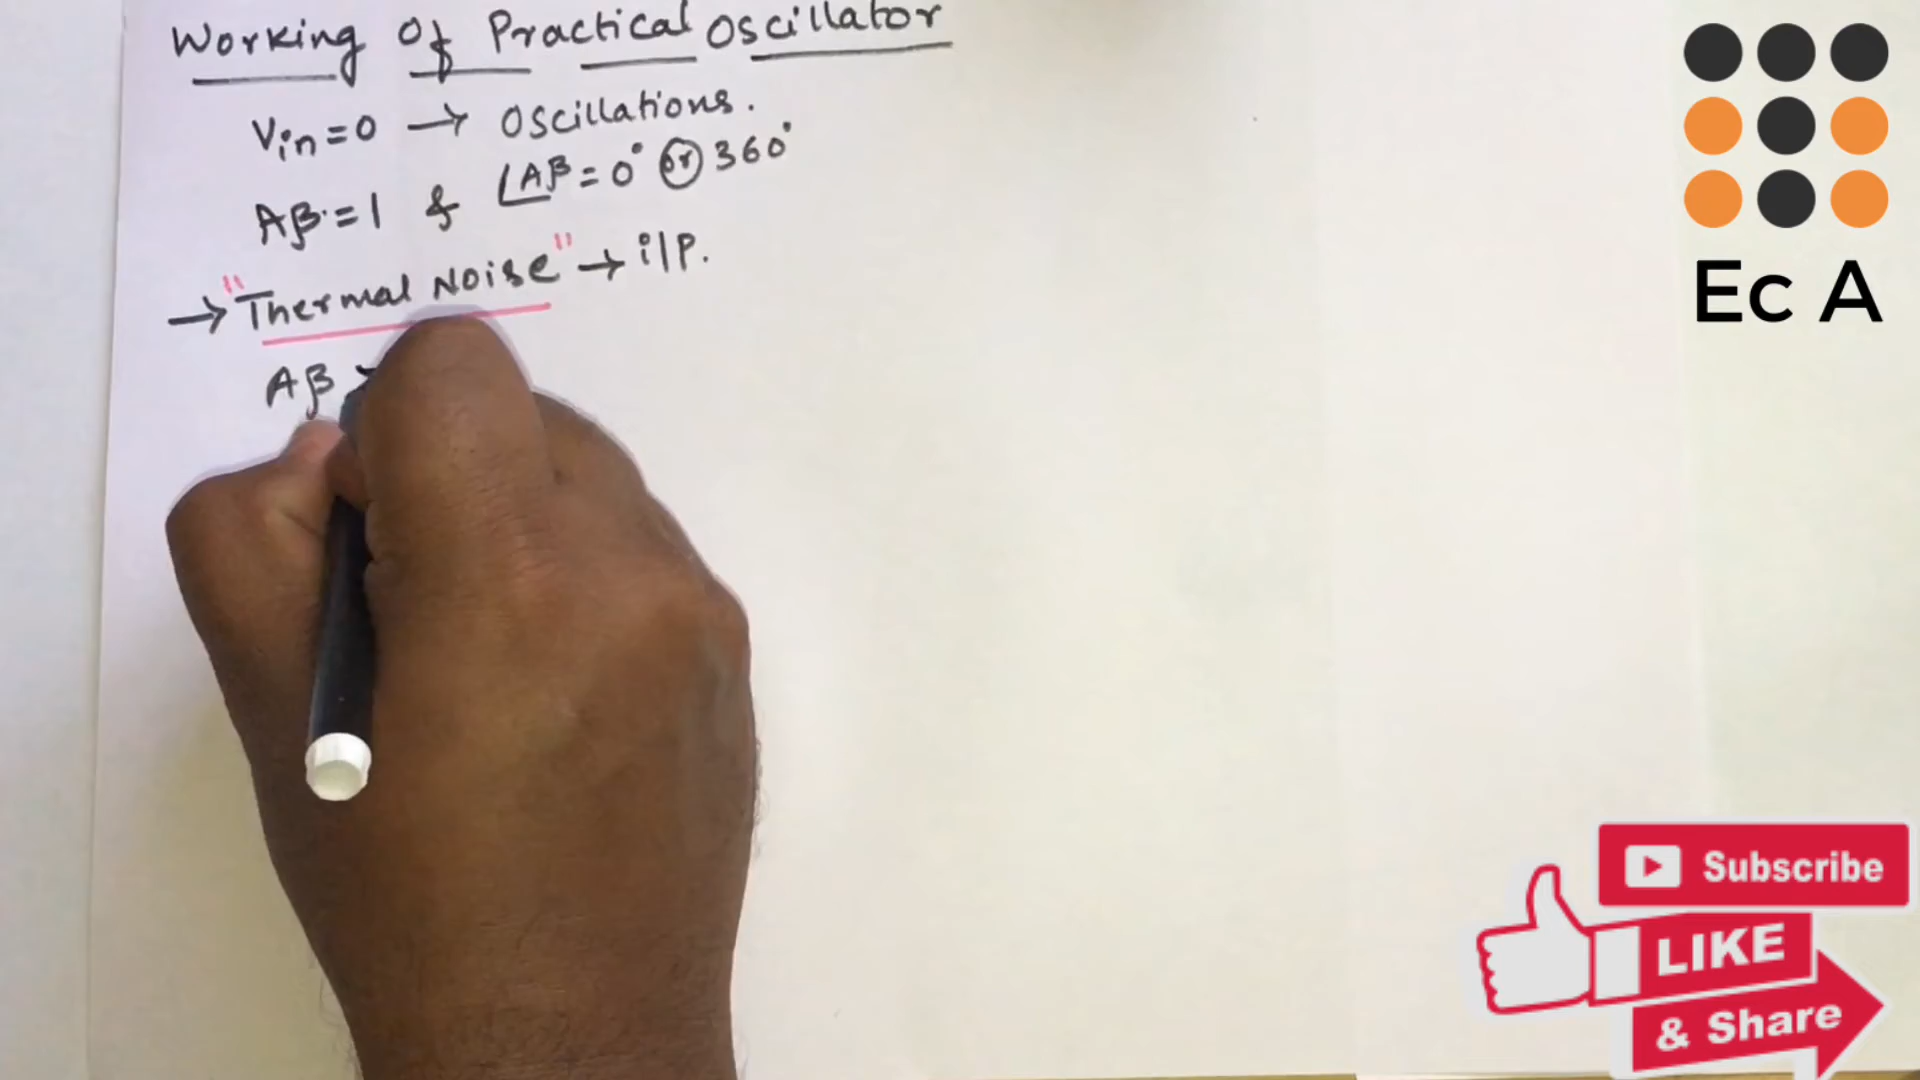 Working Of Practical Oscillator
Vin = 0 → Oscillations.
Aβ = 1 & ∠Aβ = 0° or 360°
→ "Thermal Noise" → i/p.
Aβ >
Ec A
Subscribe
LIKE
& Share